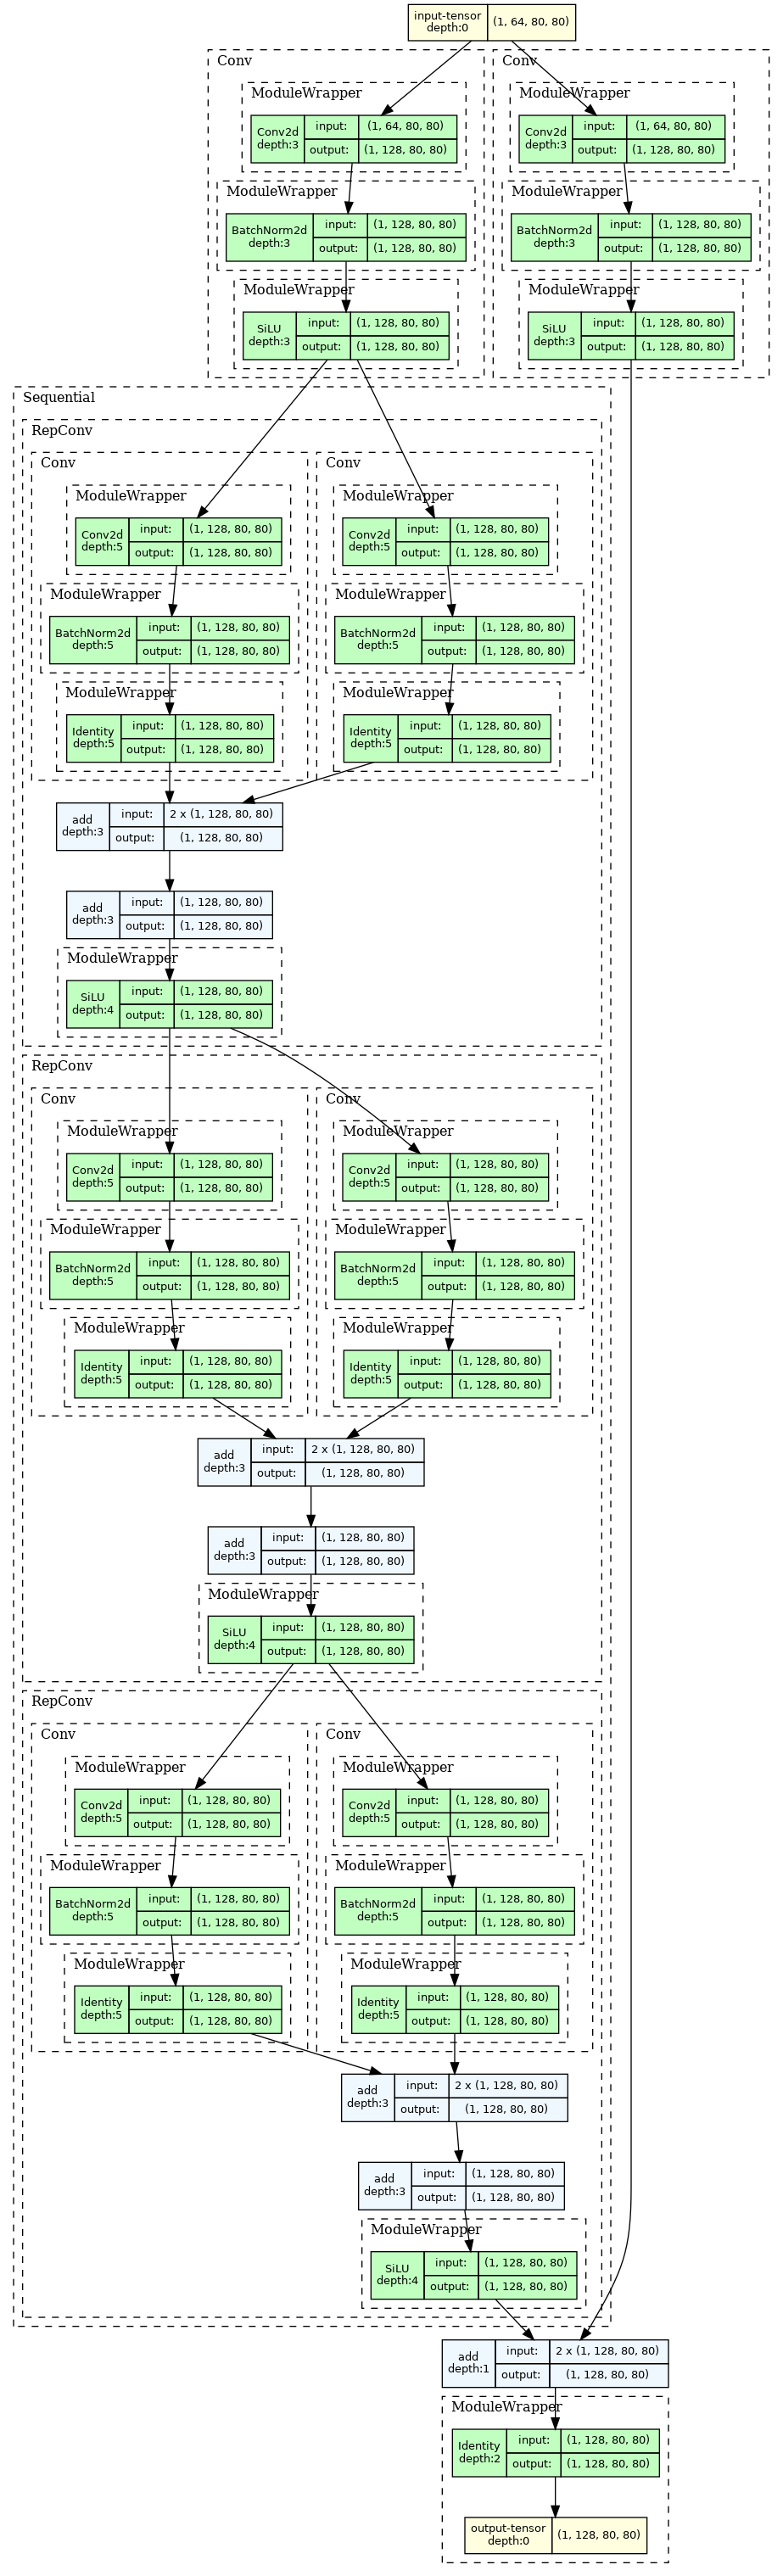 input-tensor
depth:0
(1, 64, 80, 80)
Conv
Conv
ModuleWrapper
ModuleWrapper
Conv2d
depth:3
input:
(1, 64, 80, 80)
output:
(1, 128, 80, 80)
Conv2d
depth:3
input:
(1, 64, 80, 80)
output:
(1, 128, 80, 80)
ModuleWrapper
ModuleWrapper
BatchNorm2d
depth:3
input:
(1, 128, 80, 80)
output:
(1, 128, 80, 80)
BatchNorm2d
depth:3
input:
(1, 128, 80, 80)
output:
(1, 128, 80, 80)
ModuleWrapper
ModuleWrapper
SiLU
depth:3
input:
(1, 128, 80, 80)
output:
(1, 128, 80, 80)
SiLU
depth:3
input:
(1, 128, 80, 80)
output:
(1, 128, 80, 80)
Sequential
RepConv
Conv
Conv
ModuleWrapper
ModuleWrapper
Conv2d
depth:5
input:
(1, 128, 80, 80)
output:
(1, 128, 80, 80)
Conv2d
depth:5
input:
(1, 128, 80, 80)
output:
(1, 128, 80, 80)
ModuleWrapper
ModuleWrapper
BatchNorm2d
depth:5
input:
(1, 128, 80, 80)
output:
(1, 128, 80, 80)
BatchNorm2d
depth:5
input:
(1, 128, 80, 80)
output:
(1, 128, 80, 80)
ModuleWrapper
ModuleWrapper
Identity
depth:5
input:
(1, 128, 80, 80)
output:
(1, 128, 80, 80)
Identity
depth:5
input:
(1, 128, 80, 80)
output:
(1, 128, 80, 80)
add
depth:3
input:
2 x (1, 128, 80, 80)
output:
(1, 128, 80, 80)
add
depth:3
input:
(1, 128, 80, 80)
output:
(1, 128, 80, 80)
ModuleWrapper
SiLU
depth:4
input:
(1, 128, 80, 80)
output:
(1, 128, 80, 80)
RepConv
Conv
Conv
ModuleWrapper
ModuleWrapper
Conv2d
depth:5
input:
(1, 128, 80, 80)
output:
(1, 128, 80, 80)
Conv2d
depth:5
input:
(1, 128, 80, 80)
output:
(1, 128, 80, 80)
ModuleWrapper
ModuleWrapper
BatchNorm2d
depth:5
input:
(1, 128, 80, 80)
output:
(1, 128, 80, 80)
BatchNorm2d
depth:5
input:
(1, 128, 80, 80)
output:
(1, 128, 80, 80)
ModuleWrapper
ModuleWrapper
Identity
depth:5
input:
(1, 128, 80, 80)
output:
(1, 128, 80, 80)
Identity
depth:5
input:
(1, 128, 80, 80)
output:
(1, 128, 80, 80)
add
depth:3
input:
2 x (1, 128, 80, 80)
output:
(1, 128, 80, 80)
add
depth:3
input:
(1, 128, 80, 80)
output:
(1, 128, 80, 80)
ModuleWrapper
SiLU
depth:4
input:
(1, 128, 80, 80)
output:
(1, 128, 80, 80)
RepConv
Conv
Conv
ModuleWrapper
ModuleWrapper
Conv2d
depth:5
input:
(1, 128, 80, 80)
output:
(1, 128, 80, 80)
Conv2d
depth:5
input:
(1, 128, 80, 80)
output:
(1, 128, 80, 80)
ModuleWrapper
ModuleWrapper
BatchNorm2d
depth:5
input:
(1, 128, 80, 80)
output:
(1, 128, 80, 80)
BatchNorm2d
depth:5
input:
(1, 128, 80, 80)
output:
(1, 128, 80, 80)
ModuleWrapper
ModuleWrapper
Identity
depth:5
input:
(1, 128, 80, 80)
output:
(1, 128, 80, 80)
Identity
depth:5
input:
(1, 128, 80, 80)
output:
(1, 128, 80, 80)
add
depth:3
input:
2 x (1, 128, 80, 80)
output:
(1, 128, 80, 80)
add
depth:3
input:
(1, 128, 80, 80)
output:
(1, 128, 80, 80)
ModuleWrapper
SiLU
depth:4
input:
(1, 128, 80, 80)
output:
(1, 128, 80, 80)
add
depth:1
input:
2 x (1, 128, 80, 80)
output:
(1, 128, 80, 80)
ModuleWrapper
Identity
depth:2
input:
(1, 128, 80, 80)
output:
(1, 128, 80, 80)
output-tensor
depth:0
(1, 128, 80, 80)